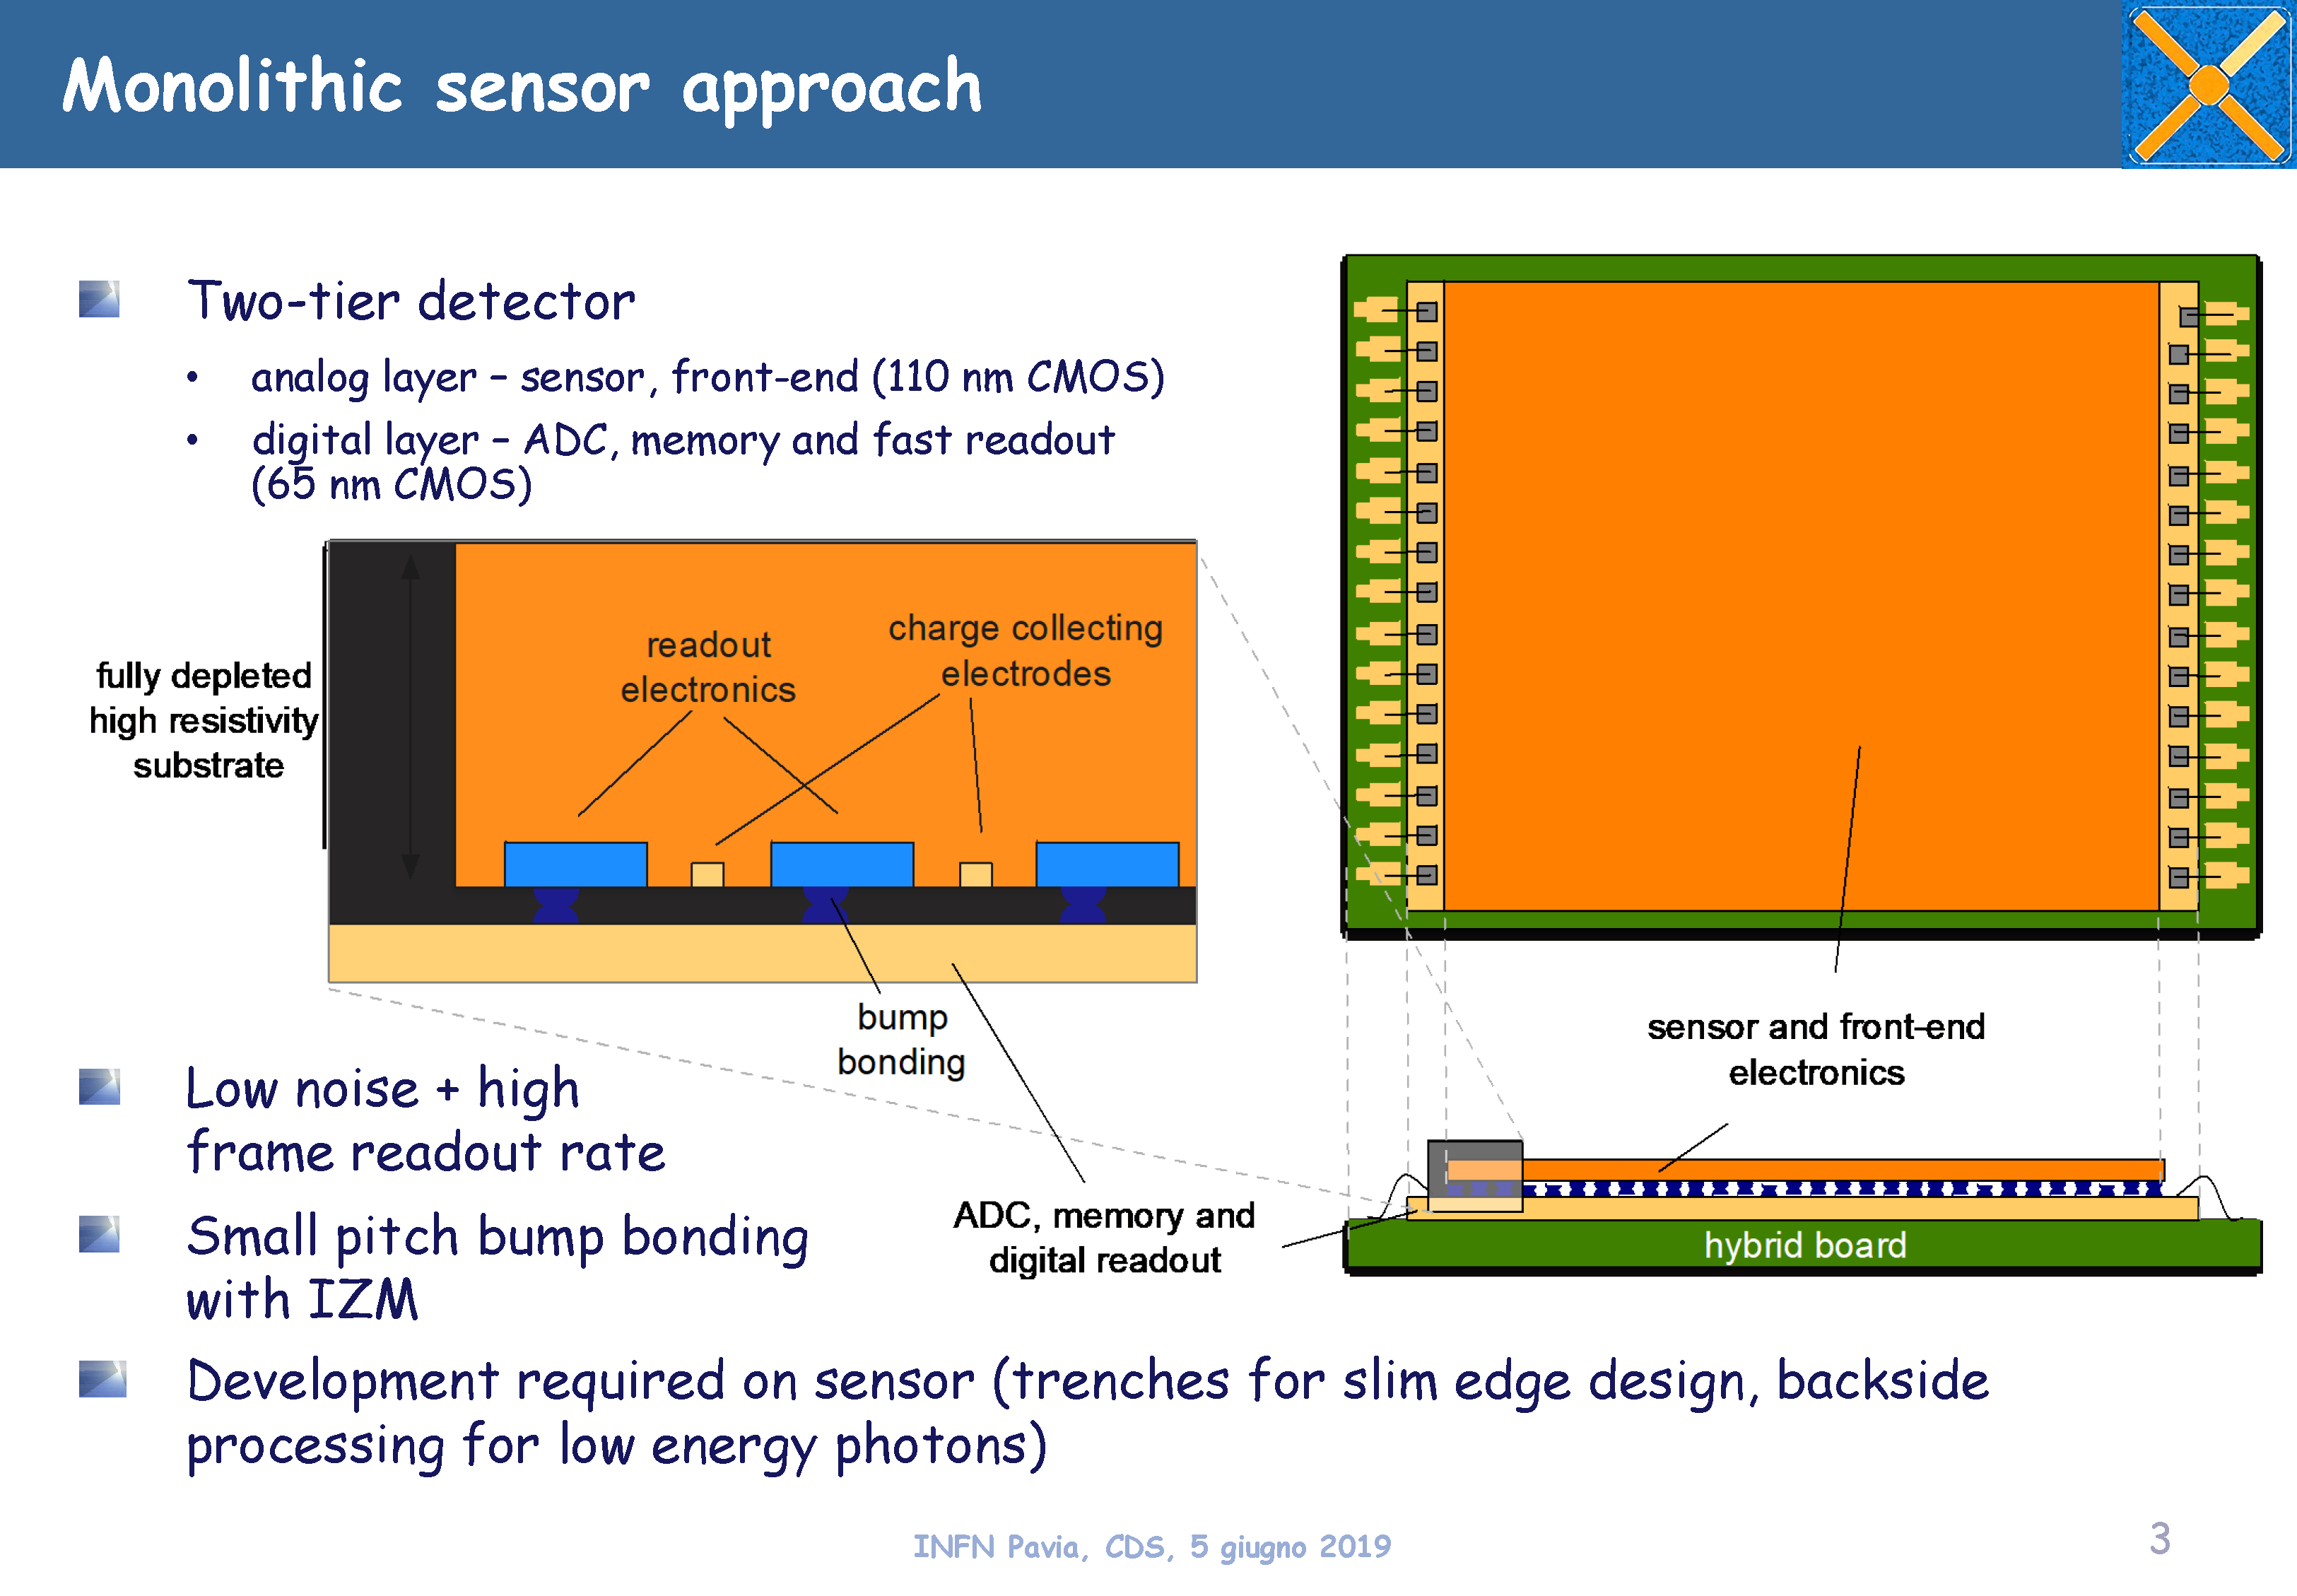 Monolithic sensor approach
Two-tier detector
• analog layer – sensor, front-end (110 nm CMOS)
• digital layer – ADC, memory and fast readout
(65 nm CMOS)
fully depleted
high resistivity
substrate
readout
electronics
charge collecting
electrodes
bump
bonding
ADC, memory and
digital readout
sensor and front-end
electronics
hybrid board
Low noise + high
frame readout rate
Small pitch bump bonding
with IZM
Development required on sensor (trenches for slim edge design, backside
processing for low energy photons)
INFN Pavia, CDS, 5 giugno 2019
3